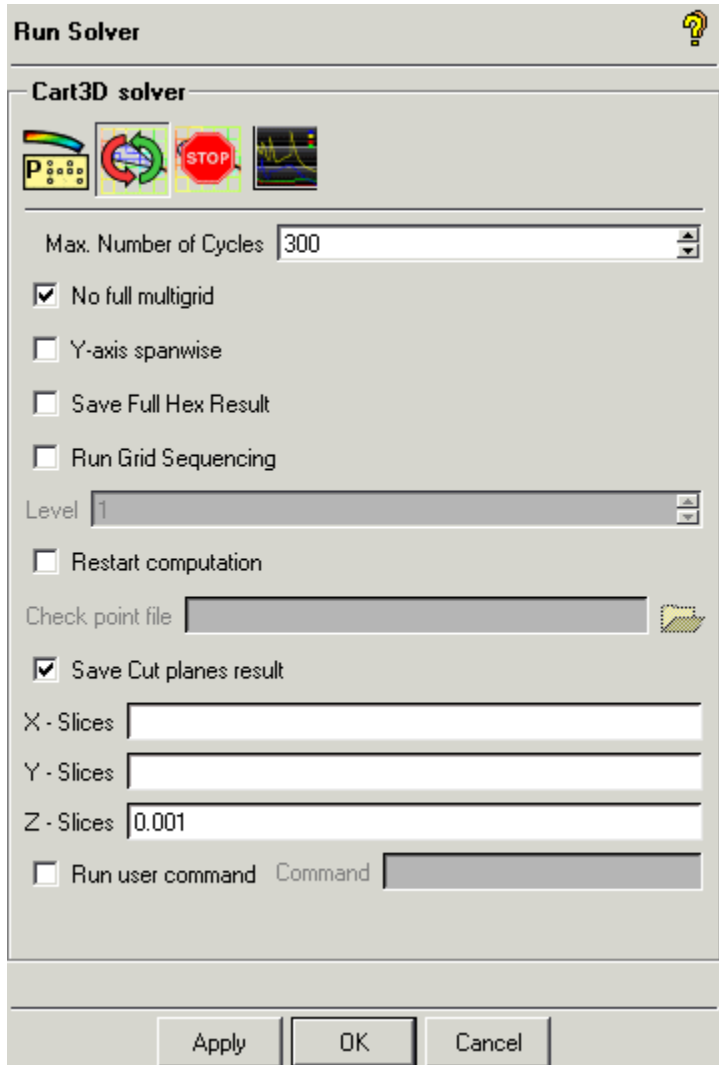 Run Solver
Cart3D solver
P
STOP
Max. Number of Cycles 300
No full multigrid
Y-axis spanwise
Save Full Hex Result
Run Grid Sequencing
Level 1
Restart computation
Check point file
Save Cut planes result
X - Slices
Y - Slices
Z - Slices 0.001
Run user command Command
Apply OK Cancel